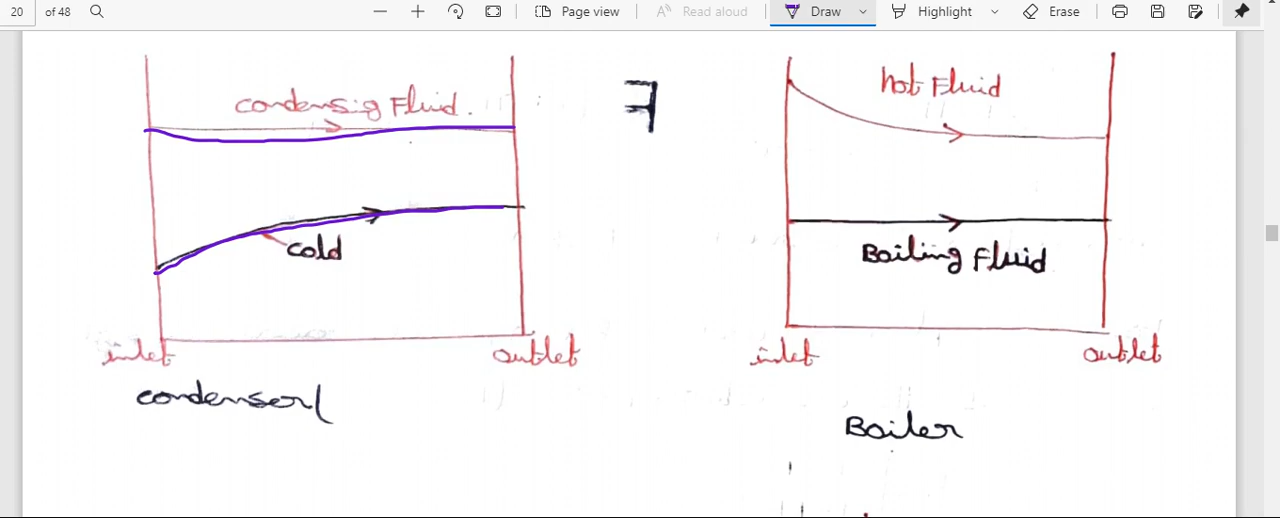 20 of 48 Page view Read aloud Draw Highlight Erase
condensig Fluid.
cold
inlet outlet
condenser
hot Fluid
Boiling Fluid
inlet outlet
Boiler